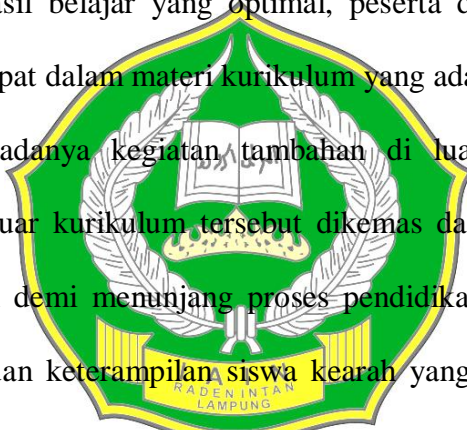 asil belajar yang optimal, peserta d
pat dalam materi kurikulum yang ada
adanya kegiatan tambahan di lua
uar kurikulum tersebut dikemas da
demi menunjang proses pendidika
an keterampilan siswa kearah yang
I A I N
RADEN INTAN
LAMPUNG